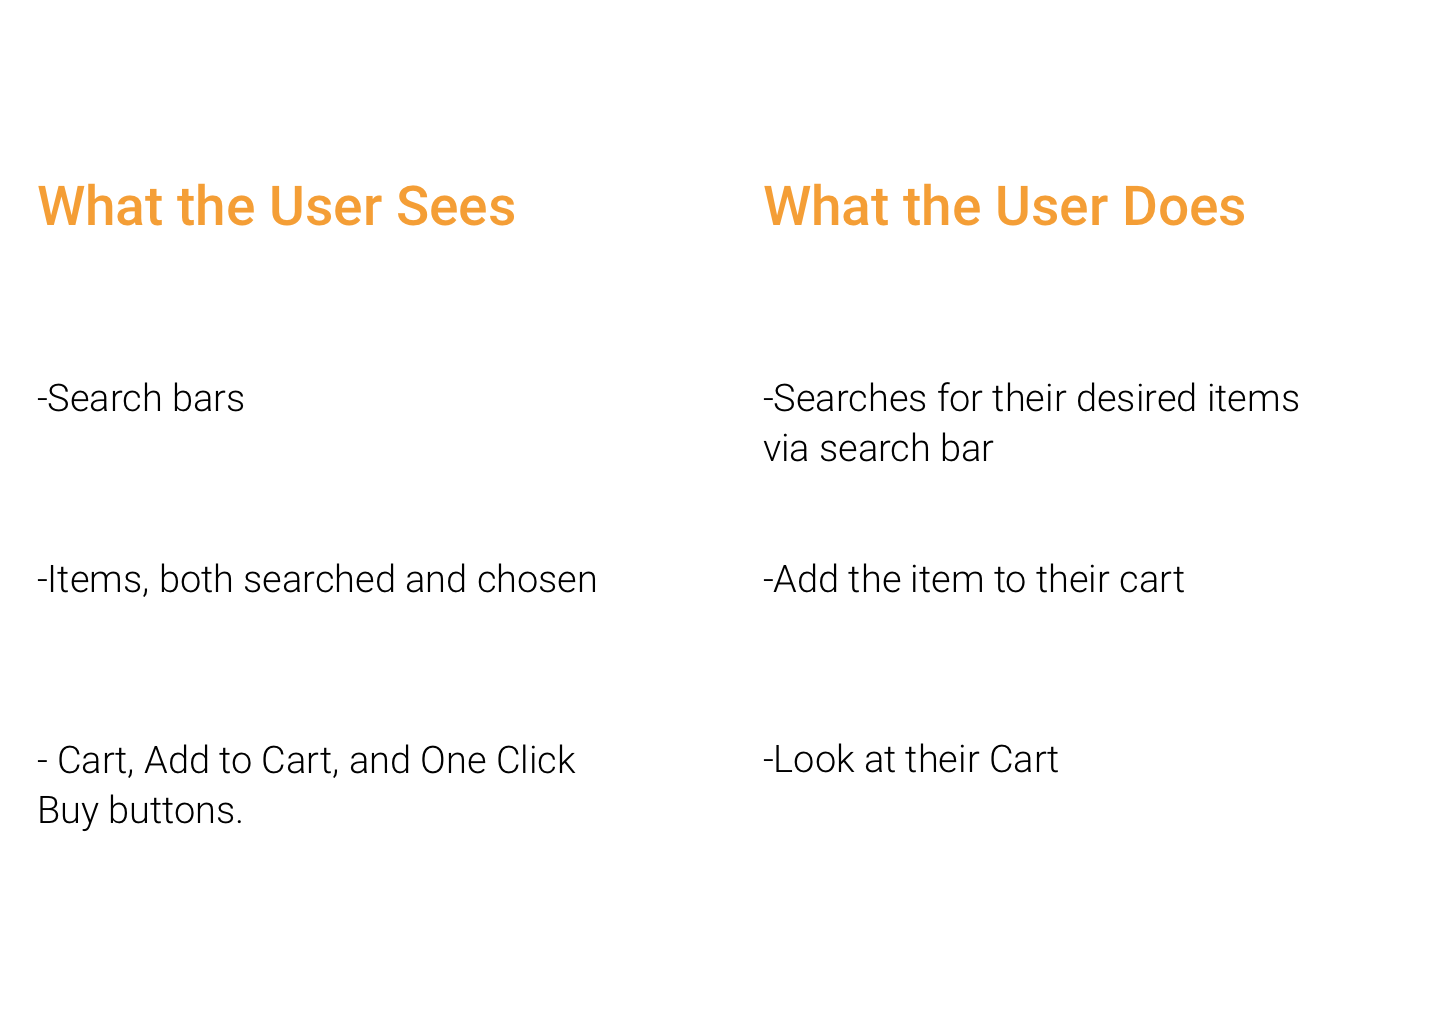 What the User Sees
-Search bars
-Items, both searched and chosen
- Cart, Add to Cart, and One Click
Buy buttons.
What the User Does
-Searches for their desired items
via search bar
-Add the item to their cart
-Look at their Cart